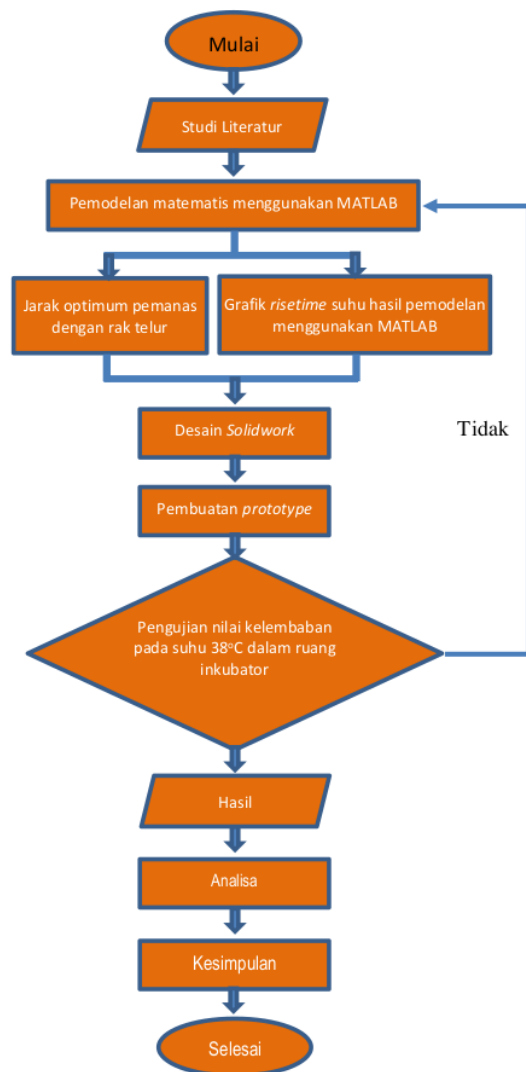 Mulai
Studi Literatur
Pemodelan matematis menggunakan MATLAB
Jarak optimum pemanas
dengan rak telur
Grafik risetime suhu hasil pemodelan
menggunakan MATLAB
Desain Solidwork
Tidak
Pembuatan prototype
Pengujian nilai kelembaban
pada suhu 38°C dalam ruang
inkubator
Hasil
Analisa
Kesimpulan
Selesai